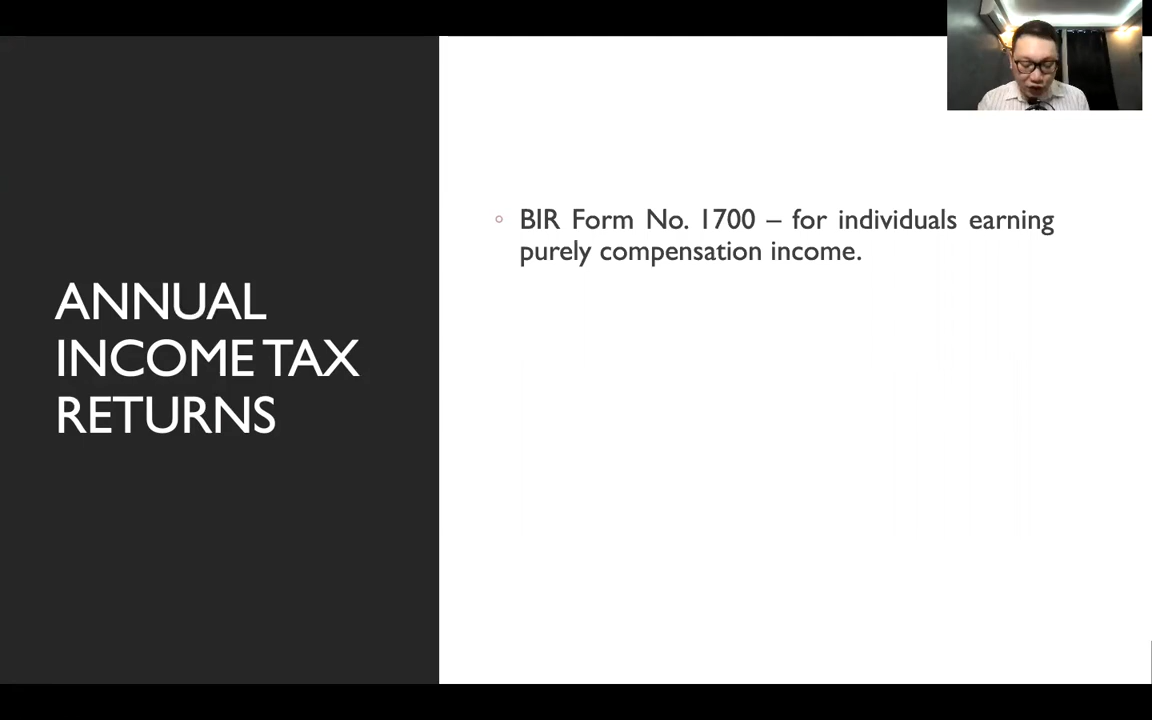 ANNUAL
INCOME TAX
RETURNS
BIR Form No. 1700 – for individuals earning
purely compensation income.